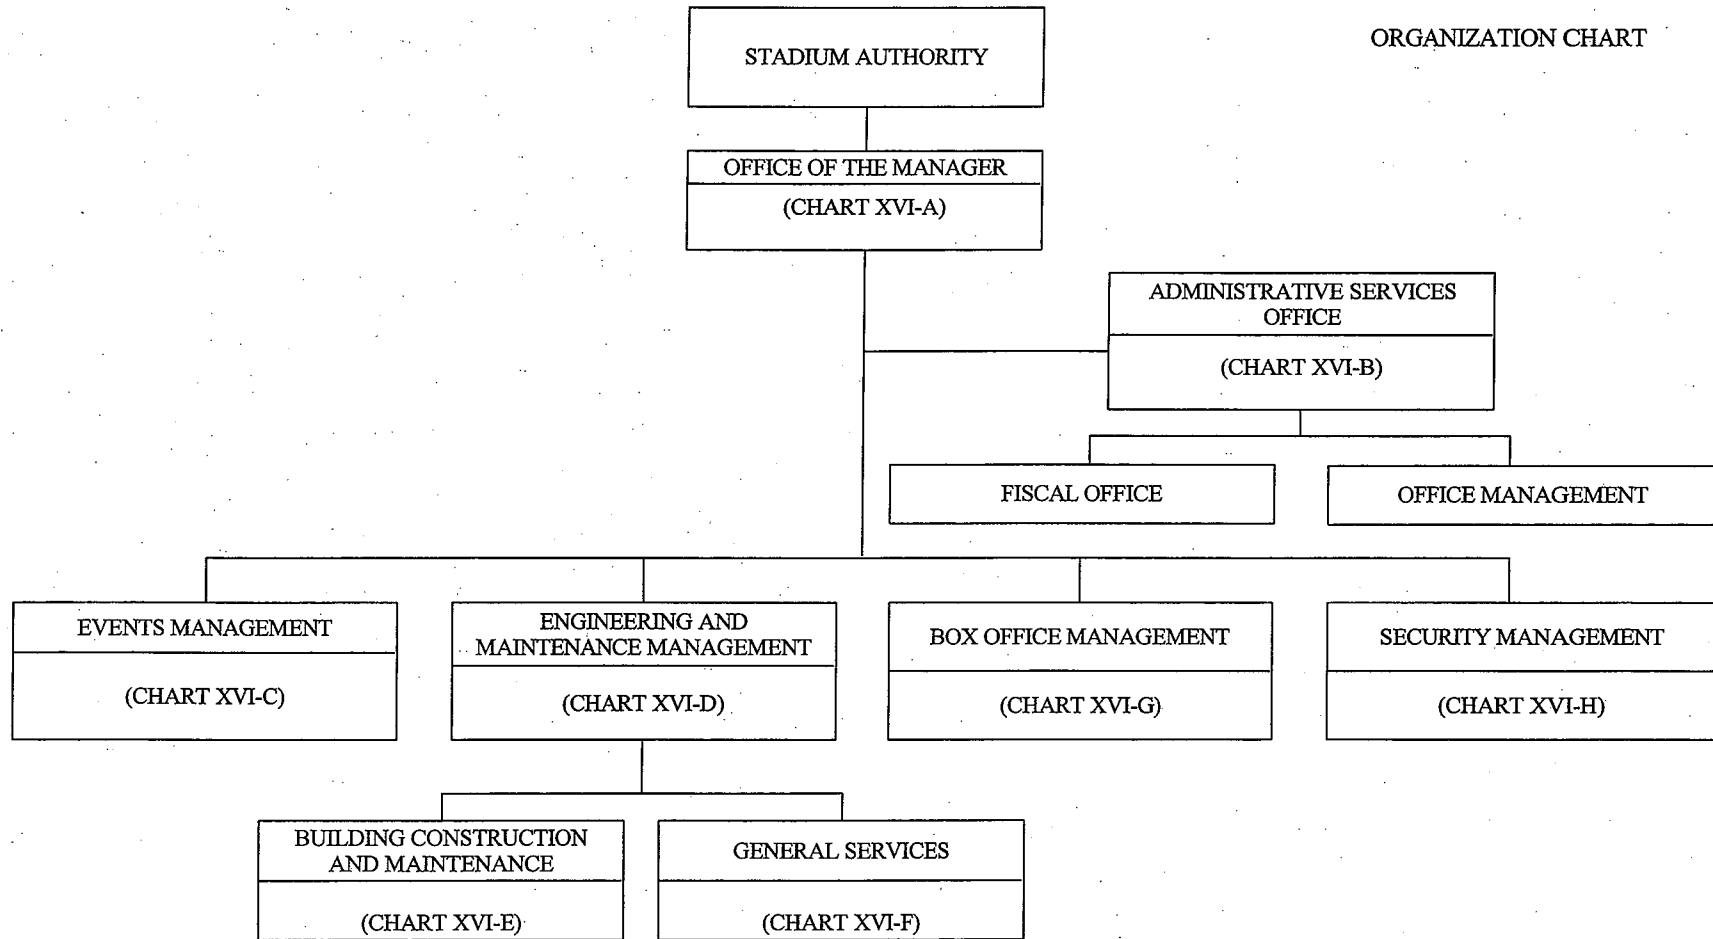 ORGANIZATION CHART
STADIUM AUTHORITY
OFFICE OF THE MANAGER
(CHART XVI-A)
ADMINISTRATIVE SERVICES
OFFICE
(CHART XVI-B)
FISCAL OFFICE
OFFICE MANAGEMENT
EVENTS MANAGEMENT
(CHART XVI-C)
ENGINEERING AND
MAINTENANCE MANAGEMENT
(CHART XVI-D)
BOX OFFICE MANAGEMENT
(CHART XVI-G)
SECURITY MANAGEMENT
(CHART XVI-H)
BUILDING CONSTRUCTION
AND MAINTENANCE
(CHART XVI-E)
GENERAL SERVICES
(CHART XVI-F)